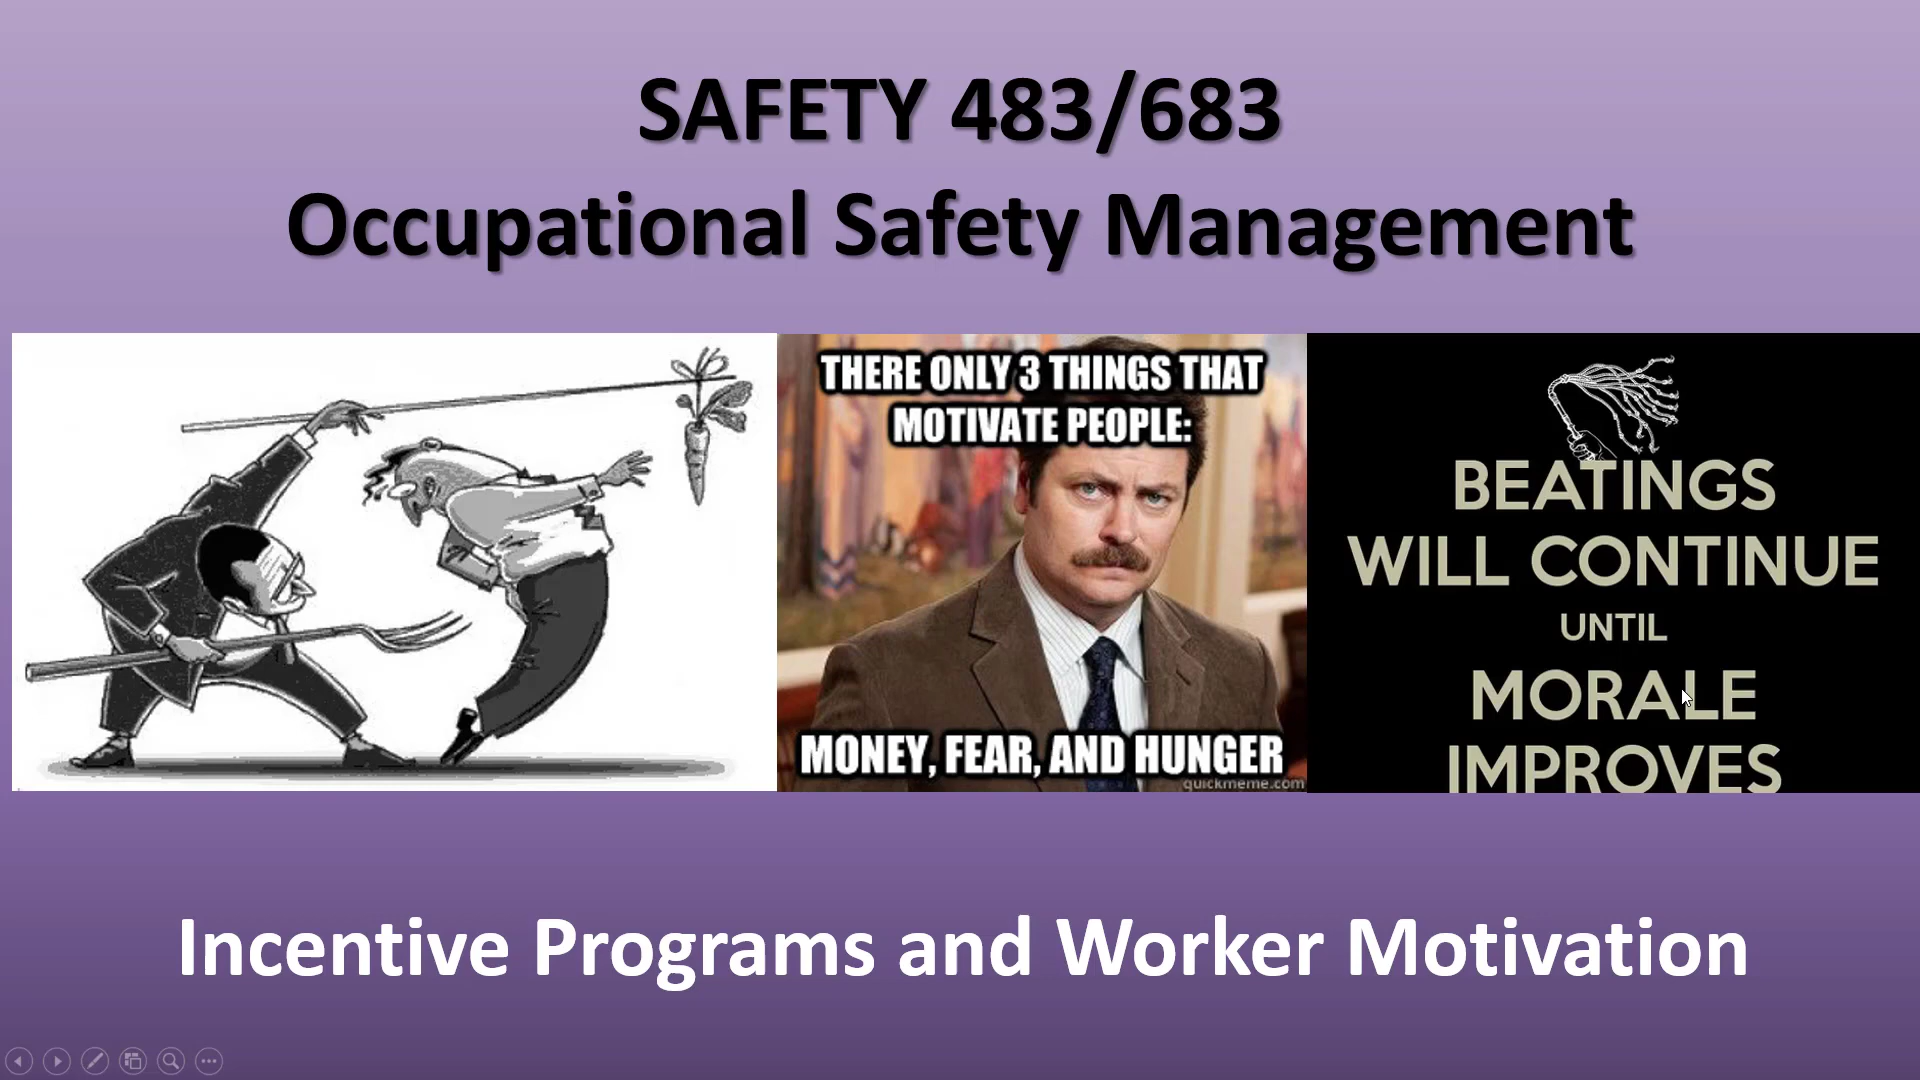 SAFETY 483/683
Occupational Safety Management
THERE ONLY 3 THINGS THAT
MOTIVATE PEOPLE:
MONEY, FEAR, AND HUNGER
quickmeme.com
BEATINGS
WILL CONTINUE
UNTIL
MORALE
IMPROVES
Incentive Programs and Worker Motivation